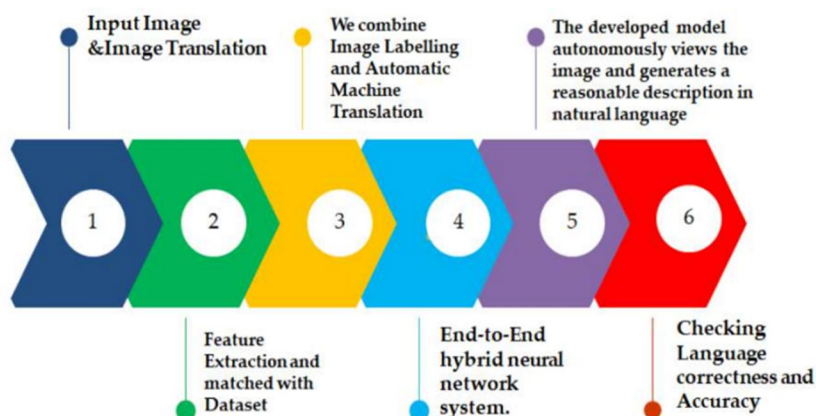 Input Image
&Image Translation
We combine
Image Labelling
and Automatic
Machine
Translation
The developed model
autonomously views the
image and generates a
reasonable description in
natural language
1
2
3
4
5
6
Feature
Extraction and
matched with
Dataset
End-to-End
hybrid neural
network
system.
Checking
Language
correctness and
Accuracy